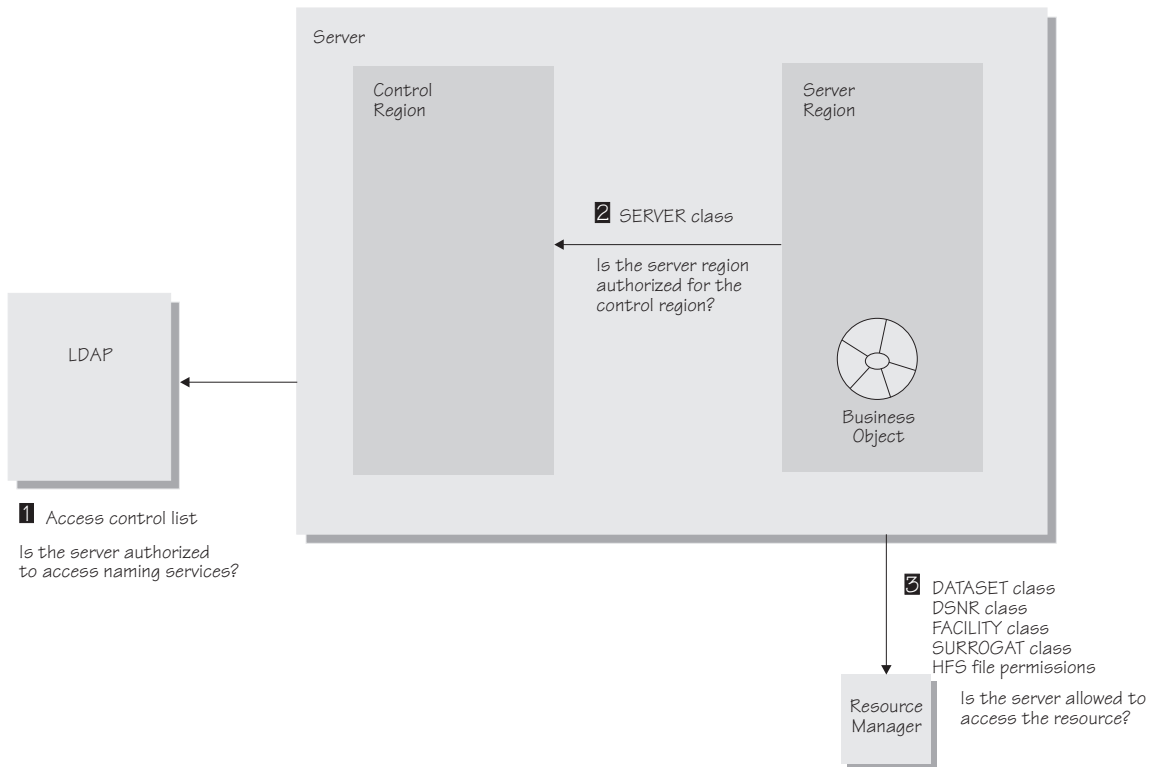 Server
Control
Region
Server
Region
2 SERVER class
Is the server region
authorized for the
control region?
Business
Object
LDAP
1 Access control list
Is the server authorized
to access naming services?
3 DATASET class
DSNR class
FACILITY class
SURROGAT class
HFS file permissions
Is the server allowed to
access the resource?
Resource
Manager